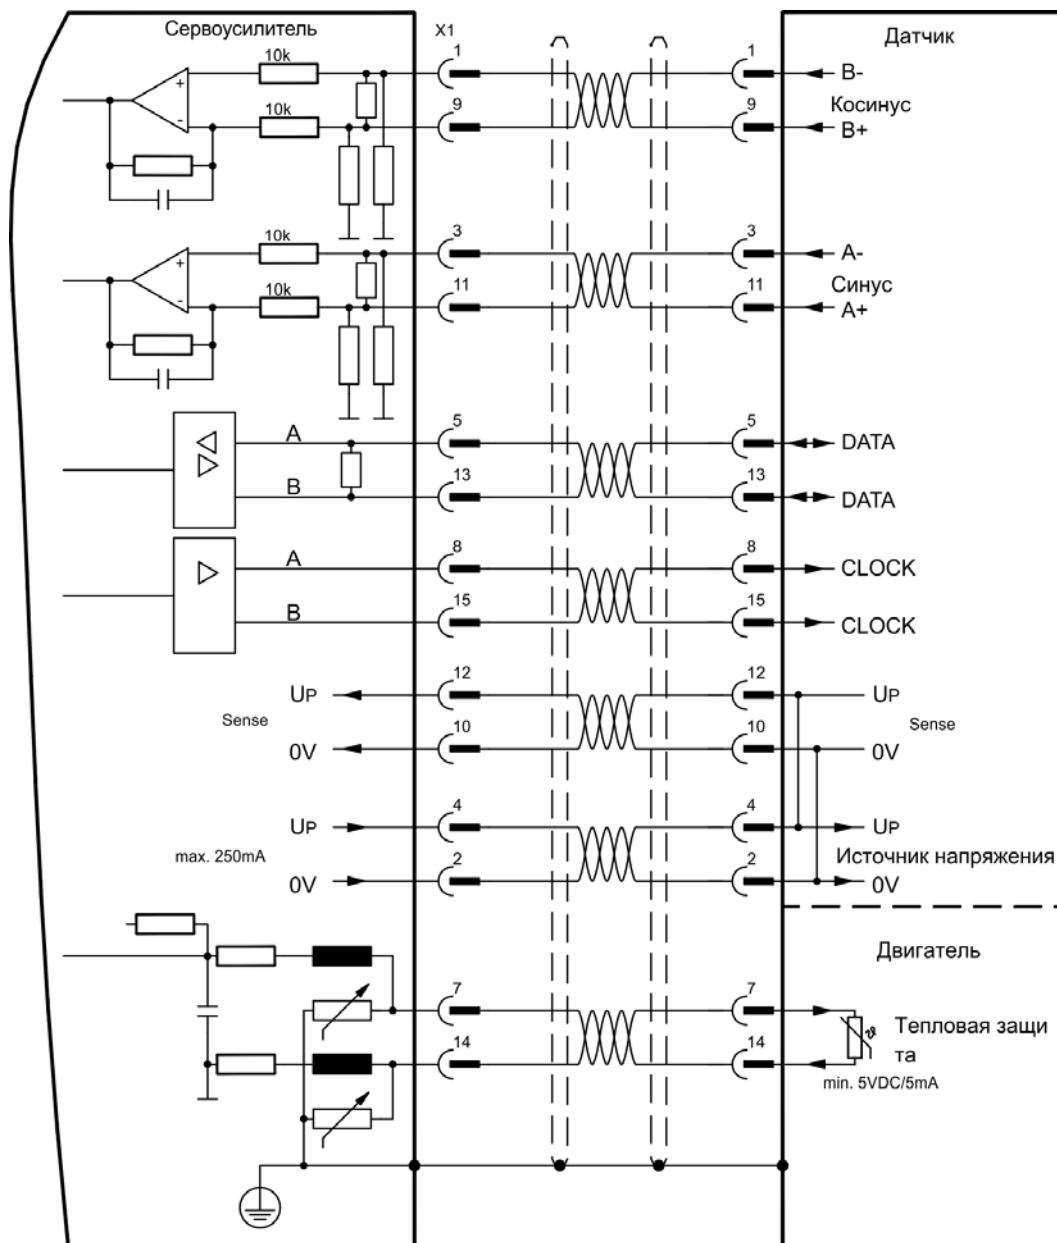 Сервоусилитель
X1
Датчик
10k
1
1
B-
10k
9
9
Косинус
B+
+
-
10k
3
3
A-
10k
11
11
Синус
A+
+
-
A
5
5
DATA
B
13
13
DATA
A
8
8
CLOCK
B
15
15
CLOCK
UP
12
12
UP
Sense
Sense
0V
10
10
0V
UP
4
4
UP
max. 250mA
Источник напряжения
0V
2
2
0V
Двигатель
7
7
ϑ
Тепловая защи
та
14
14
min. 5VDC/5mA